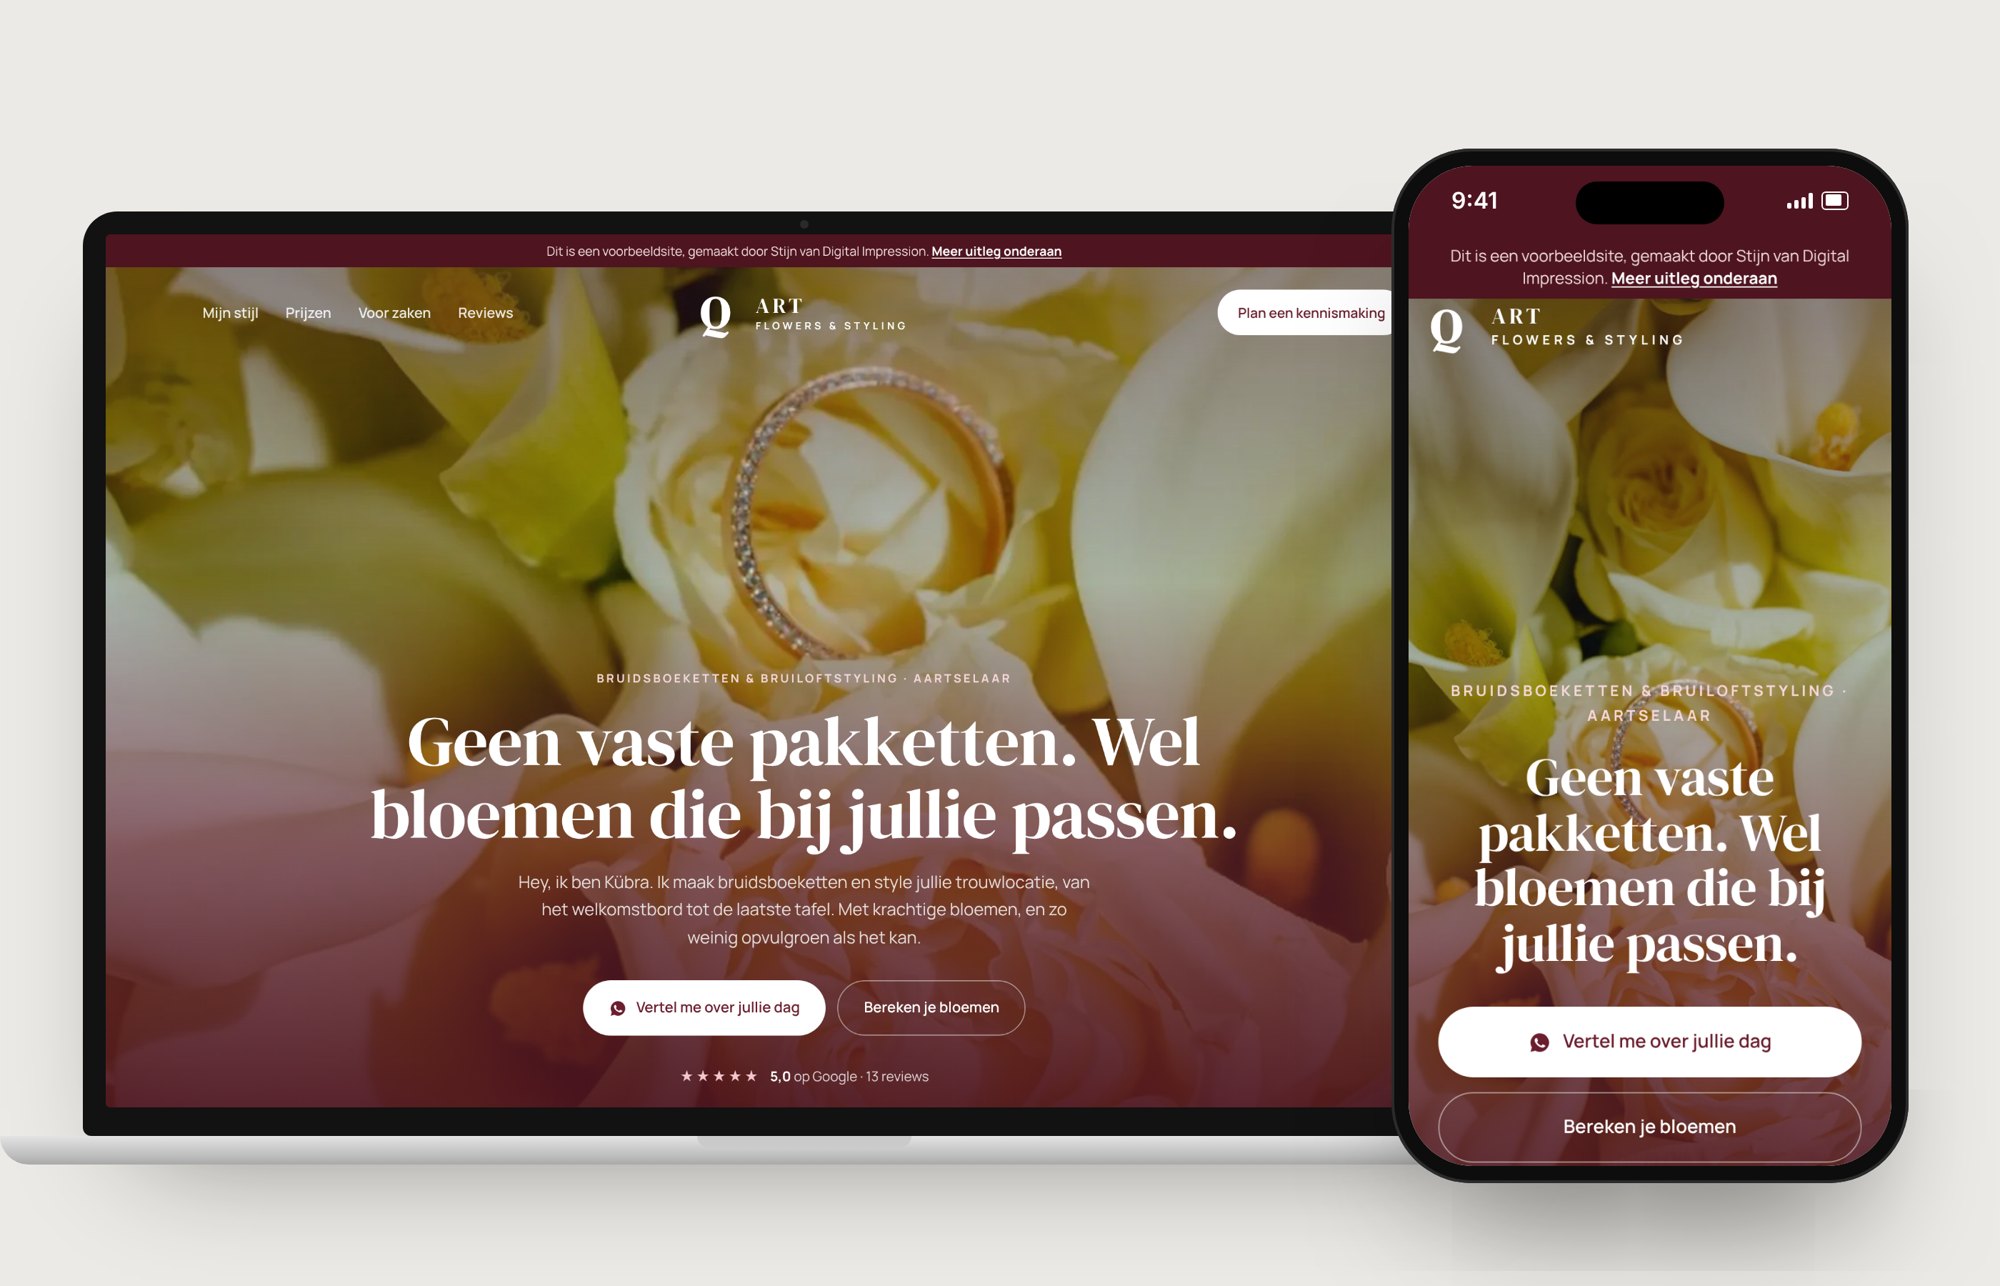 Dit is een voorbeeldsite, gemaakt door Stijn van Digital Impression. Meer uitleg onderaan
Mijn stijl Prijzen Voor zaken Reviews
Q ART
FLOWERS & STYLING
Plan een kennismaking
BRUIDSBOEKETTEN & BRUILOFTSTYLING · AARTSELAAR
Geen vaste pakketten. Wel
bloemen die bij jullie passen.
Hey, ik ben Kübra. Ik maak bruidsboeketten en style jullie trouwlocatie, van
het welkomstbord tot de laatste tafel. Met krachtige bloemen, en zo
weinig opvulgroen als het kan.
Vertel me over jullie dag
Bereken je bloemen
★★★★★ 5,0 op Google · 13 reviews
9:41
Dit is een voorbeeldsite, gemaakt door Stijn van Digital
Impression. Meer uitleg onderaan
Q ART
FLOWERS & STYLING
BRUIDSBOEKETTEN & BRUILOFTSTYLING ·
AARTSELAAR
Geen vaste
pakketten. Wel
bloemen die bij
jullie passen.
Vertel me over jullie dag
Bereken je bloemen